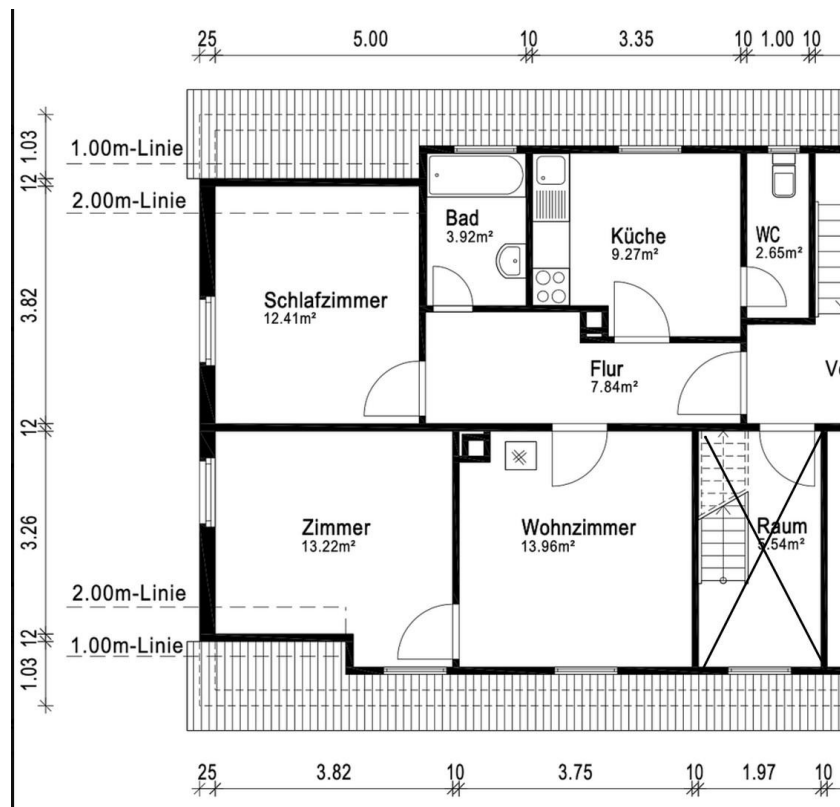 25 5.00 10 3.35 10 1.00 10
1.03
1.00m-Linie
12
2.00m-Linie
Bad
3.92m²
Küche
9.27m²
WC
2.65m²
3.82
Schlafzimmer
12.41m²
Flur
7.84m²
12
3.26
Zimmer
13.22m²
Wohnzimmer
13.96m²
Raum
5.54m²
2.00m-Linie
12
1.00m-Linie
1.03
25 3.82 10 3.75 10 1.97 10